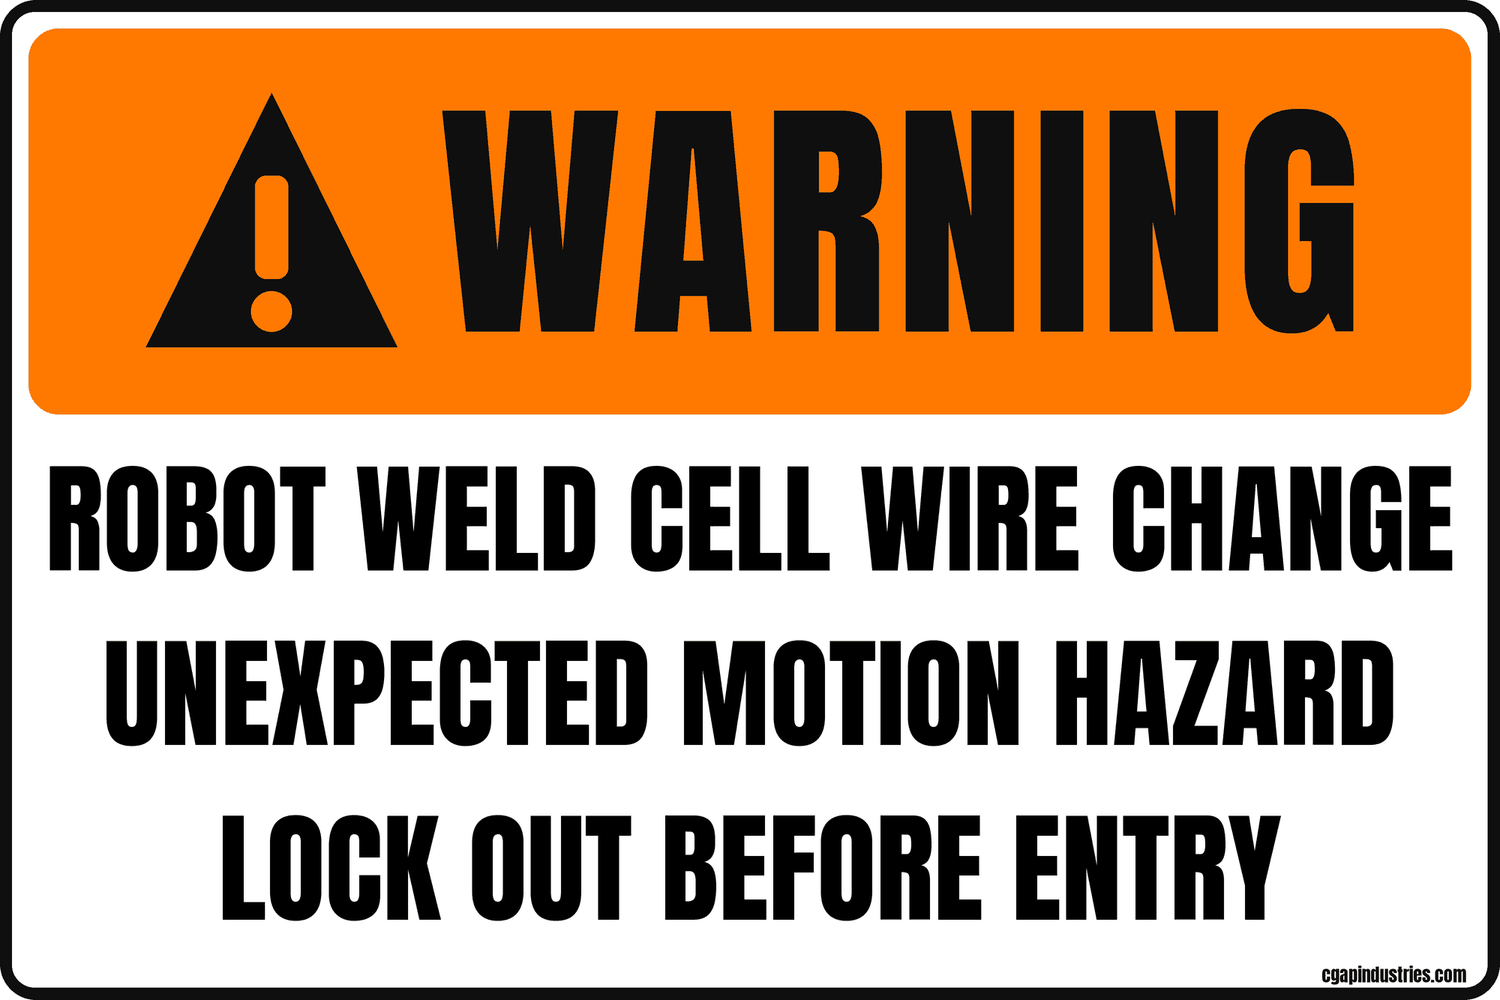 WARNING
ROBOT WELD CELL WIRE CHANGE
UNEXPECTED MOTION HAZARD
LOCK OUT BEFORE ENTRY
cgapindustries.com